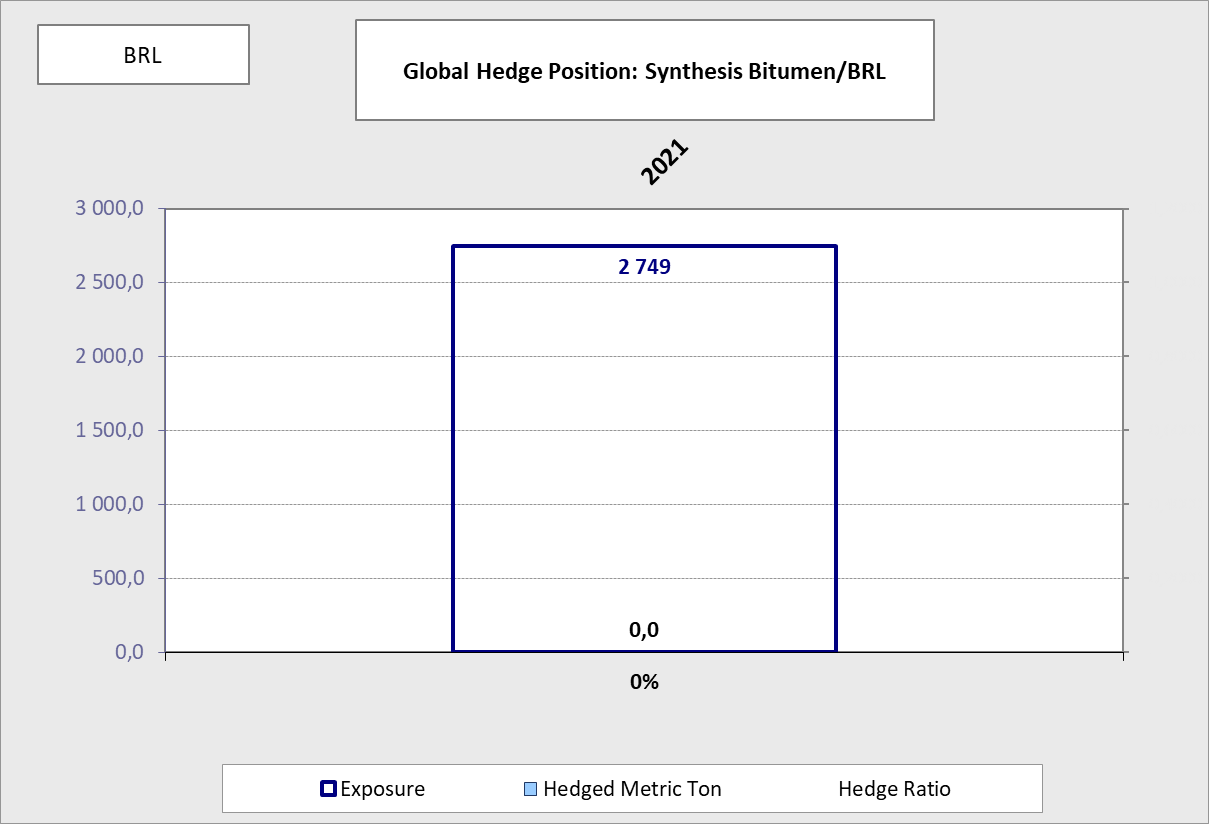 BRL
Global Hedge Position: Synthesis Bitumen/BRL
2021
3 000,0
2 749
2 500,0
2 000,0
1 500,0
1 000,0
500,0
0,0
0,0
0%
Exposure
Hedged Metric Ton
Hedge Ratio